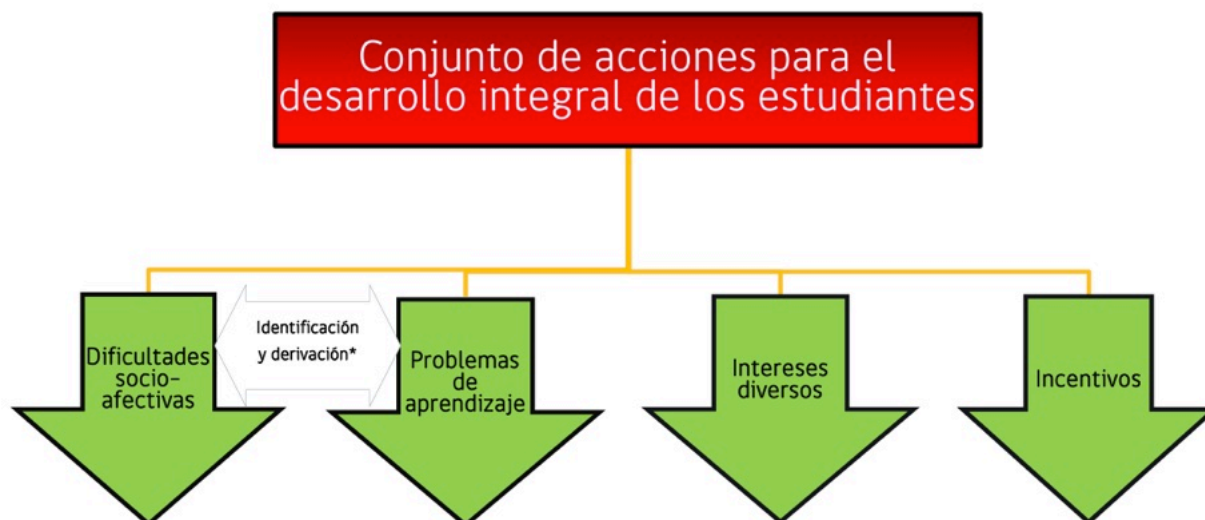 Conjunto de acciones para el
desarrollo integral de los estudiantes
Dificultades
socio-
afectivas
Identificación
y derivación*
Problemas
de
aprendizaje
Intereses
diversos
Incentivos